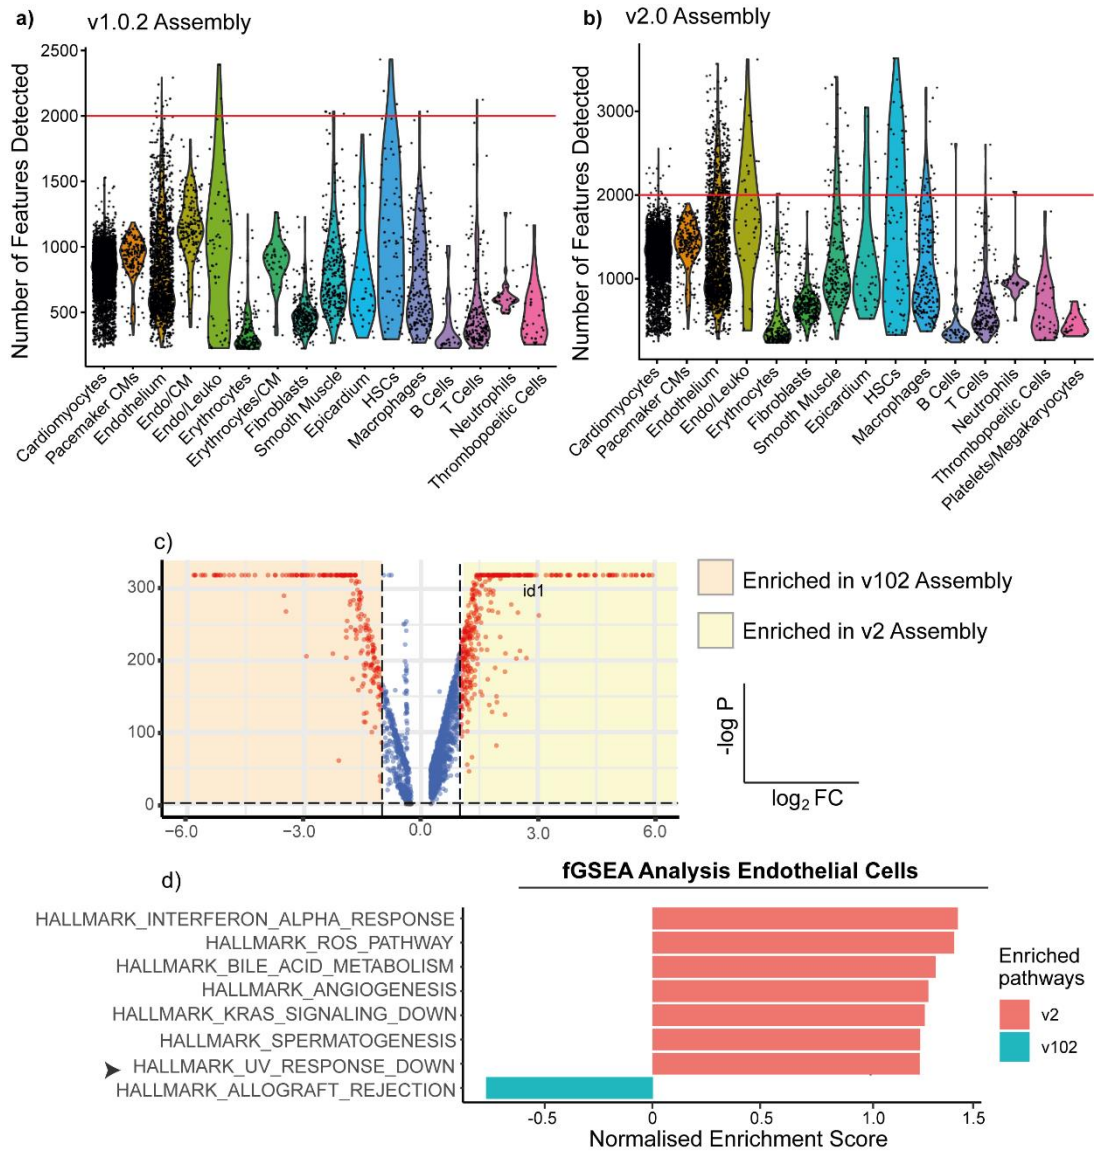 a) v1.0.2 Assembly
Number of Features Detected
2500
2000
1500
1000
500
Cardiomyocytes
Pacemaker CMs
Endothelium
Endo/CM
Endo/Leuko
Erythrocytes
Erythrocytes/CM
Fibroblasts
Smooth Muscle
Epicardium
HSCs
Macrophages
B Cells
T Cells
Neutrophils
Thrombopoeitic Cells
b) v2.0 Assembly
Number of Features Detected
3000
2000
1000
Cardiomyocytes
Pacemaker CMs
Endothelium
Endo/Leuko
Erythrocytes
Fibroblasts
Smooth Muscle
Epicardium
HSCs
Macrophages
B Cells
T Cells
Neutrophils
Thrombopoeitic Cells
Platelets/Megakaryocytes
c)
300
200
100
0
−6.0
−3.0
0.0
3.0
6.0
id1
Enriched in v102 Assembly
Enriched in v2 Assembly
-log P
log2 FC
d)
fGSEA Analysis Endothelial Cells
HALLMARK_INTERFERON_ALPHA_RESPONSE
HALLMARK_ROS_PATHWAY
HALLMARK_BILE_ACID_METABOLISM
HALLMARK_ANGIOGENESIS
HALLMARK_KRAS_SIGNALING_DOWN
HALLMARK_SPERMATOGENESIS
HALLMARK_UV_RESPONSE_DOWN
HALLMARK_ALLOGRAFT_REJECTION
-0.5
0
0.5
1.0
1.5
Normalised Enrichment Score
Enriched
pathways
v2
v102